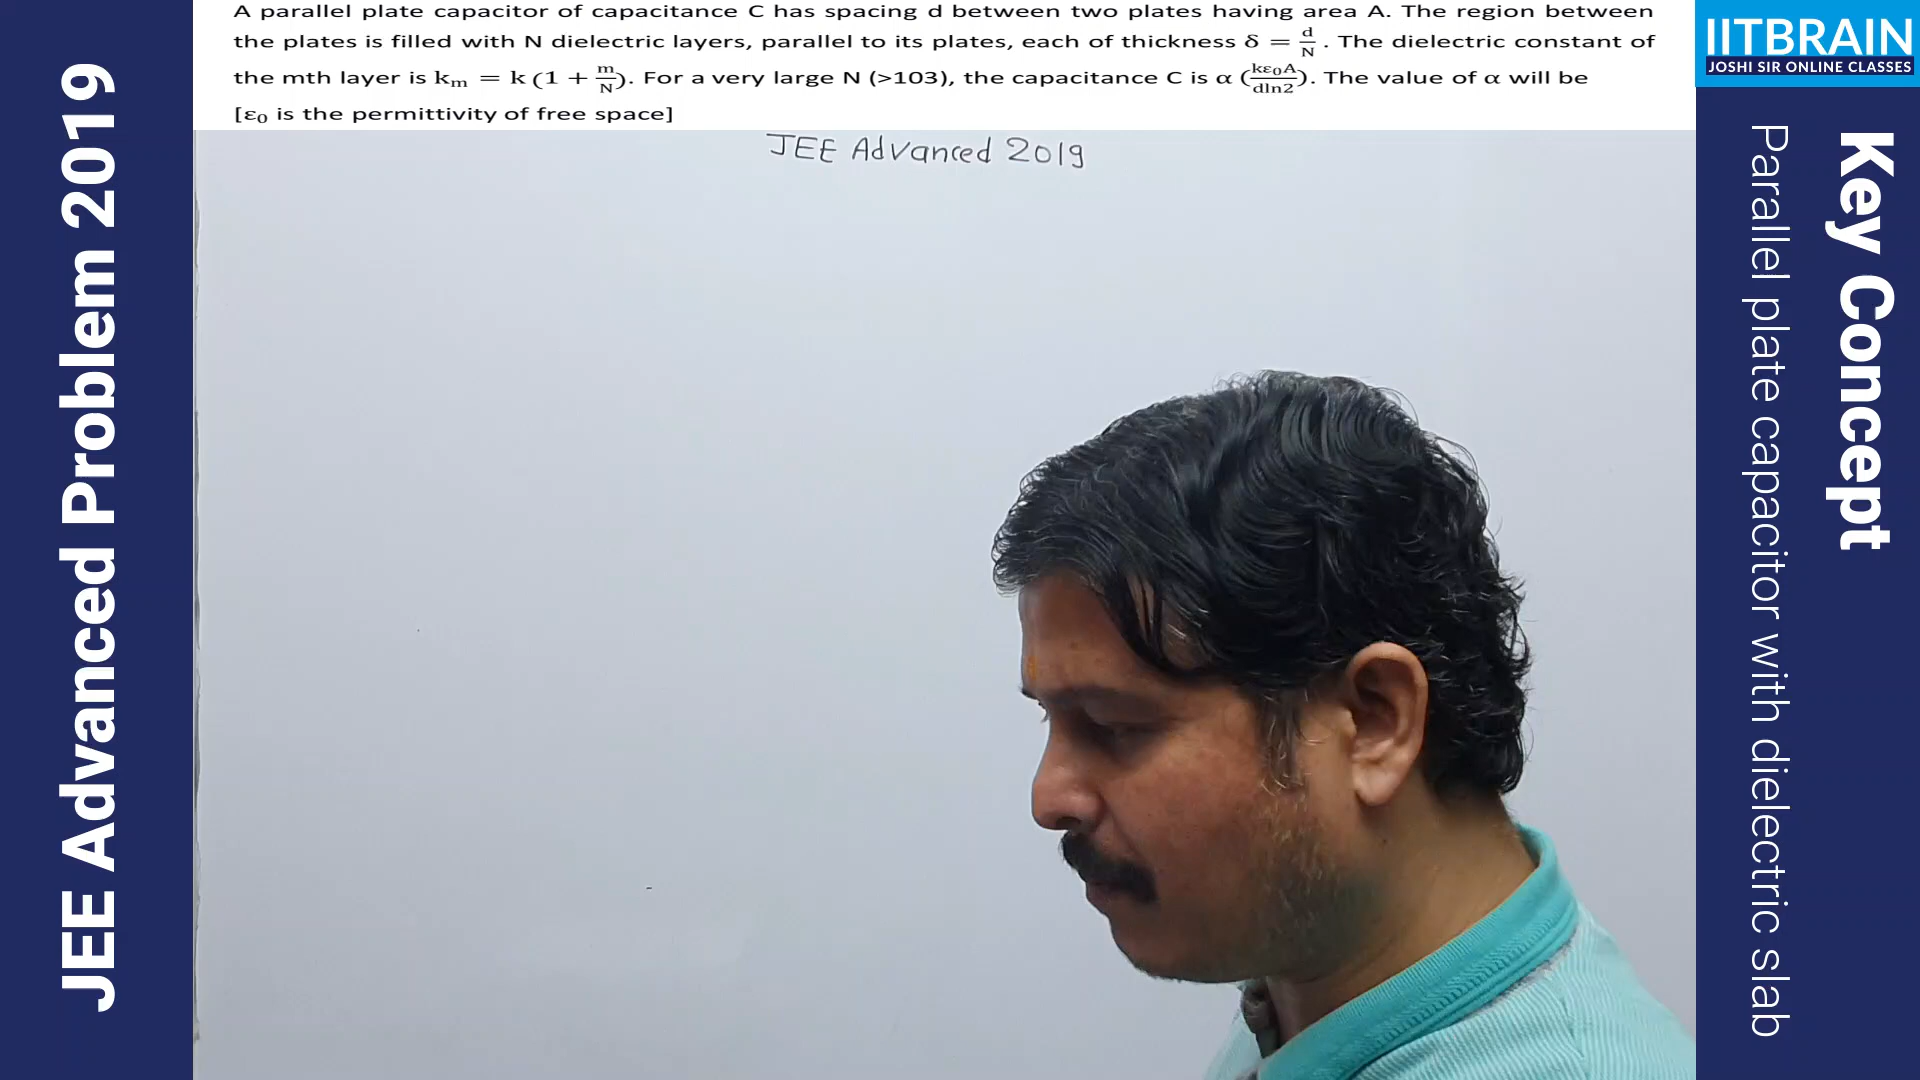 A parallel plate capacitor of capacitance C has spacing d between two plates having area A. The region between
the plates is filled with N dielectric layers, parallel to its plates, each of thickness δ = d/N . The dielectric constant of
the mth layer is kₘ = k (1 + m/N). For a very large N (>103), the capacitance C is α (kε₀A/dln2). The value of α will be
[ε₀ is the permittivity of free space]
JEE Advanced 2019
JEE Advanced Problem 2019
IITBRAIN
JOSHI SIR ONLINE CLASSES
Key Concept
Parallel plate capacitor with dielectric slab